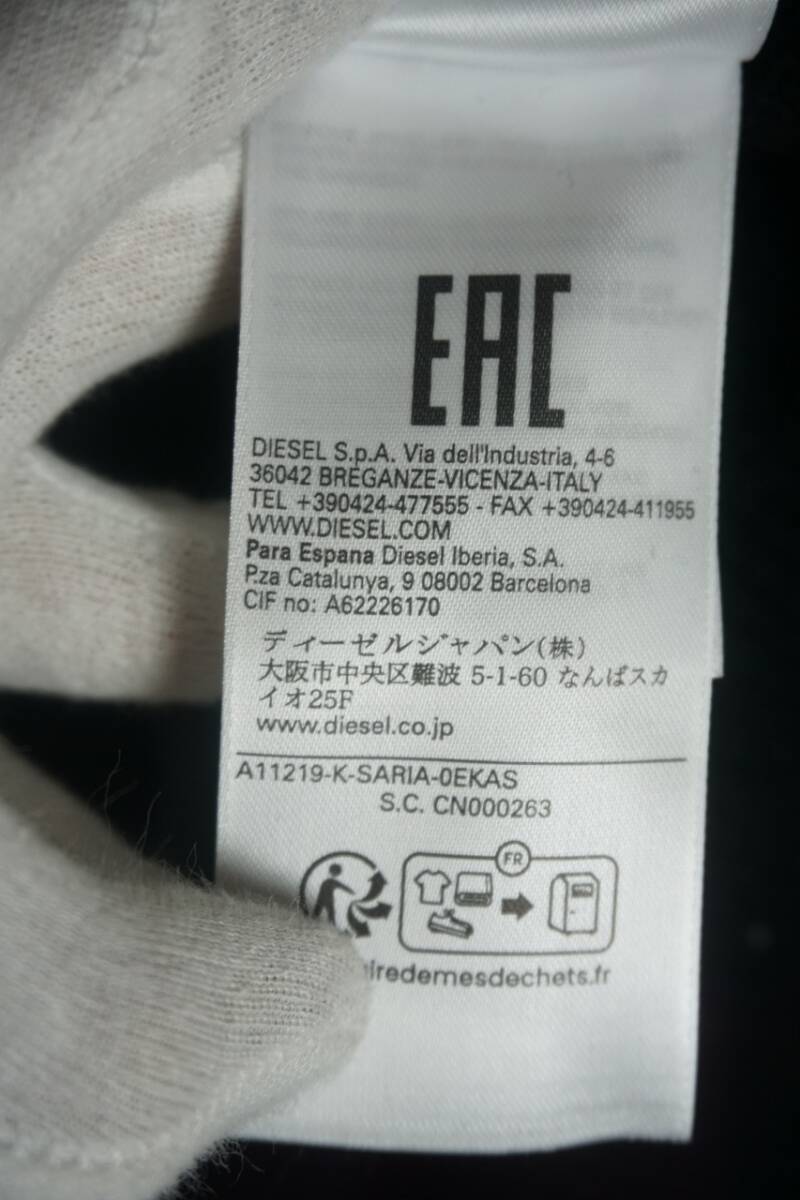 EAC
DIESEL S.p.A. Via dell'Industria, 4-6
36042 BREGANZE-VICENZA-ITALY
TEL +390424-477555 - FAX +390424-411955
WWW.DIESEL.COM
Para Espana Diesel Iberia, S.A.
P.za Catalunya, 9 08002 Barcelona
CIF no: A62226170
ディーゼルジャパン(株)
大阪市中央区難波 5-1-60 なんばスカ
イオ25F
www.diesel.co.jp
A11219-K-SARIA-0EKAS
S.C. CN000263
FR